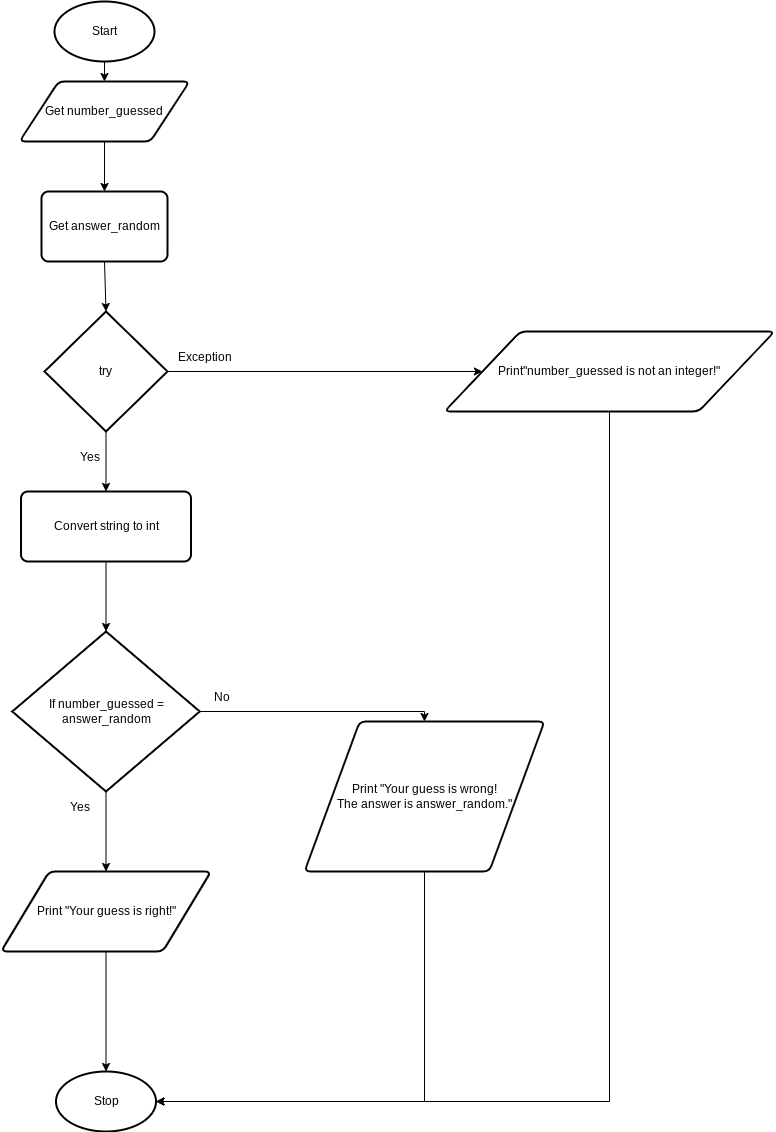 Start
Get number_guessed
Get answer_random
try
Exception
Print"number_guessed is not an integer!"
Yes
Convert string to int
If number_guessed =
answer_random
No
Print "Your guess is wrong!
The answer is answer_random."
Yes
Print "Your guess is right!"
Stop